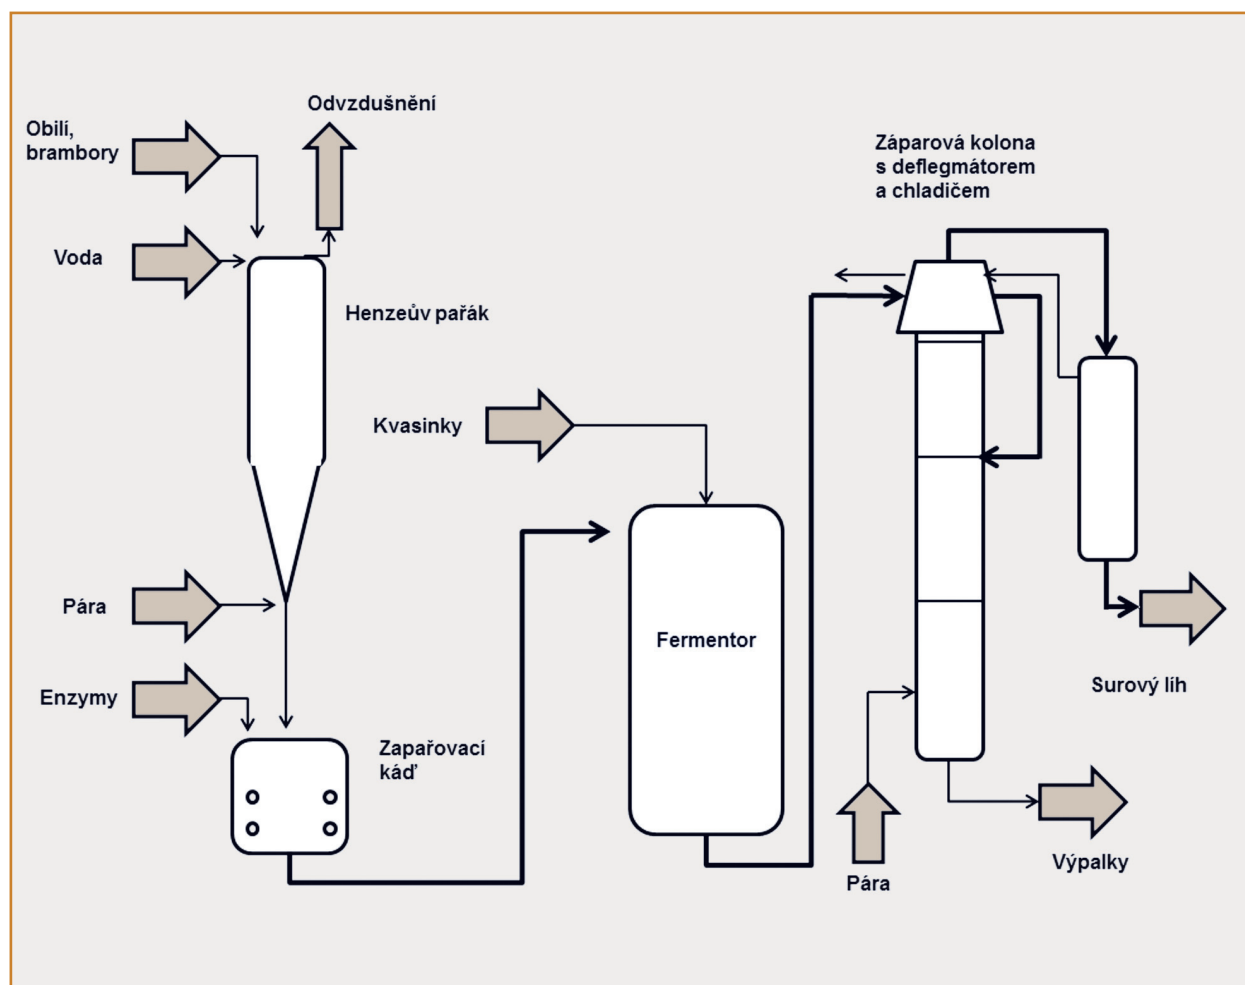 Odvzdušnění
Obilí,
brambory
Voda
Henzeův pařák
Pára
Enzymy
Zapařovací
káď
Kvasinky
Fermentor
Záparová kolona
s deflegmátorem
a chladičem
Surový líh
Výpalky
Pára